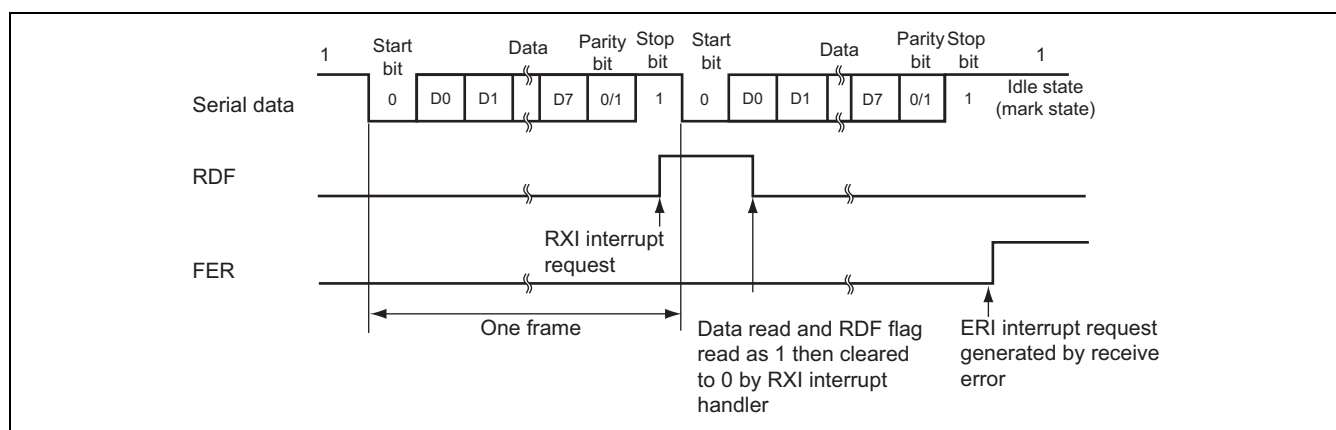 1
Start
bit
Data
Parity
bit
Stop
bit
Start
bit
Data
Parity
bit
Stop
bit
1
Serial data
0
D0
D1
D7
0/1
1
0
D0
D1
D7
0/1
1
Idle state
(mark state)
RDF
RXI interrupt
request
FER
One frame
Data read and RDF flag
read as 1 then cleared
to 0 by RXI interrupt
handler
ERI interrupt request
generated by receive
error